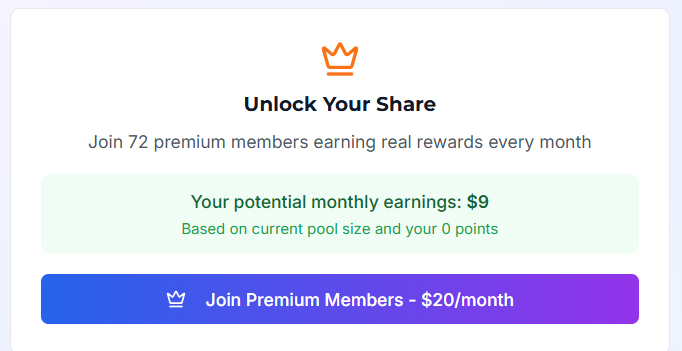 Unlock Your Share
Join 72 premium members earning real rewards every month
Your potential monthly earnings: $9
Based on current pool size and your 0 points
Join Premium Members - $20/month